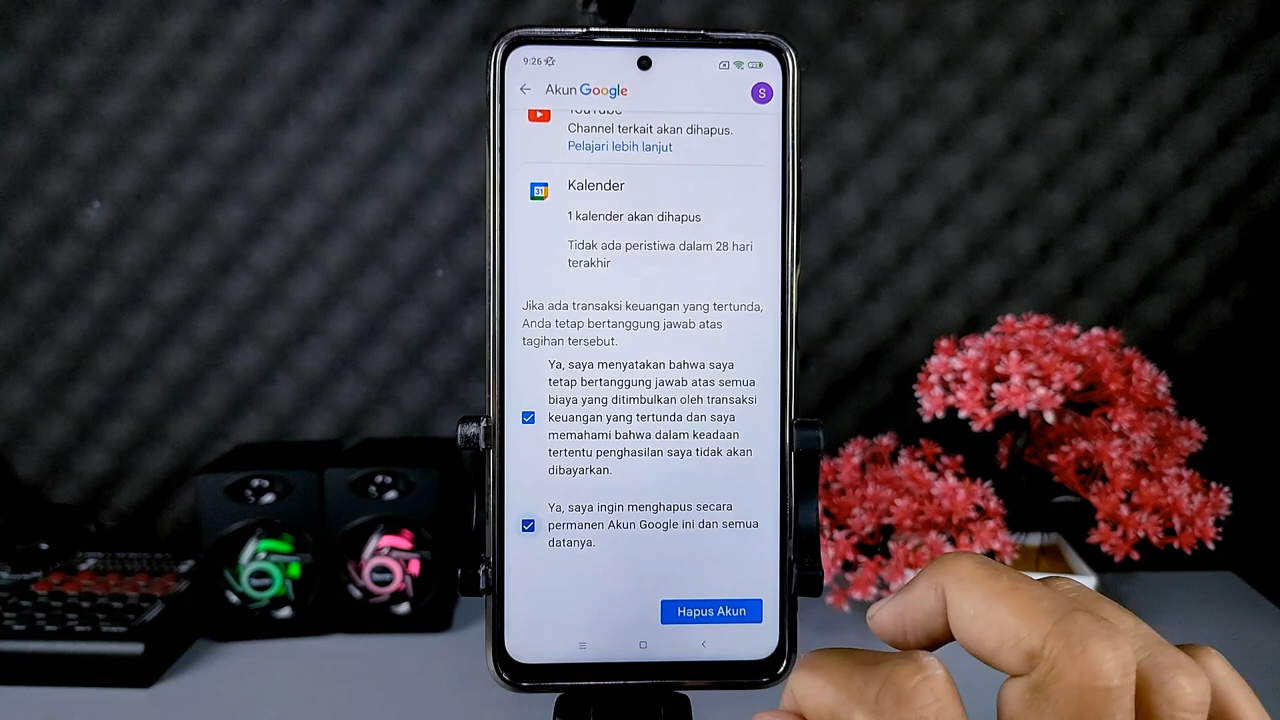 9:26
Akun Google
S
YouTube
Channel terkait akan dihapus.
Pelajari lebih lanjut
31
Kalender
1 kalender akan dihapus
Tidak ada peristiwa dalam 28 hari
terakhir
Jika ada transaksi keuangan yang tertunda,
Anda tetap bertanggung jawab atas
tagihan tersebut.
Ya, saya menyatakan bahwa saya
tetap bertanggung jawab atas semua
biaya yang ditimbulkan oleh transaksi
keuangan yang tertunda dan saya
memahami bahwa dalam keadaan
tertentu penghasilan saya tidak akan
dibayarkan.
Ya, saya ingin menghapus secara
permanen Akun Google ini dan semua
datanya.
Hapus Akun